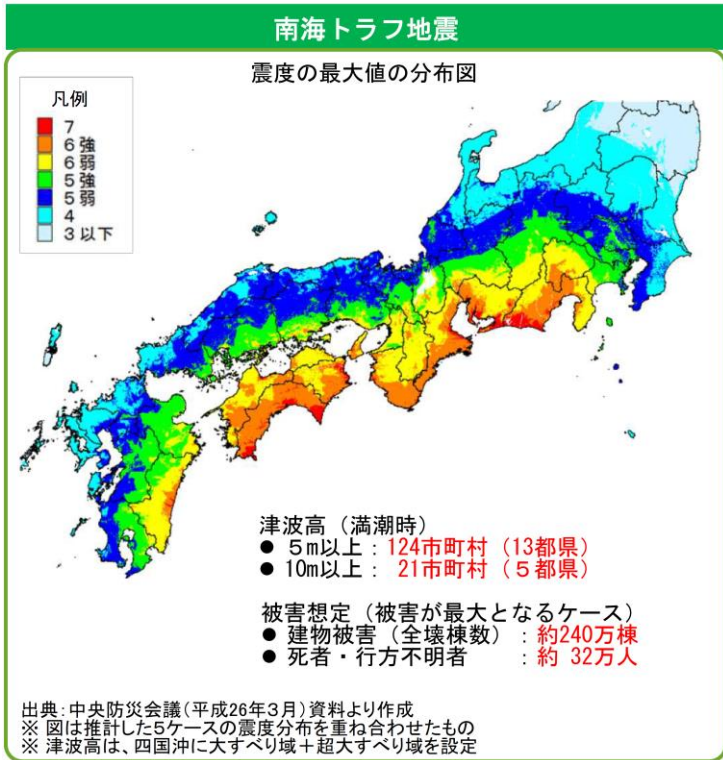 南海トラフ地震
震度の最大値の分布図
凡例
7
6強
6弱
5強
5弱
4
3以下
津波高（満潮時）
● 5m以上：124市町村（13都県）
● 10m以上： 21市町村（5都県）
被害想定（被害が最大となるケース）
● 建物被害（全壊棟数）：約240万棟
● 死者・行方不明者 ：約 32万人
出典：中央防災会議（平成26年3月）資料より作成
※ 図は推計した5ケースの震度分布を重ね合わせたもの
※ 津波高は、四国沖に大すべり域＋超大すべり域を設定